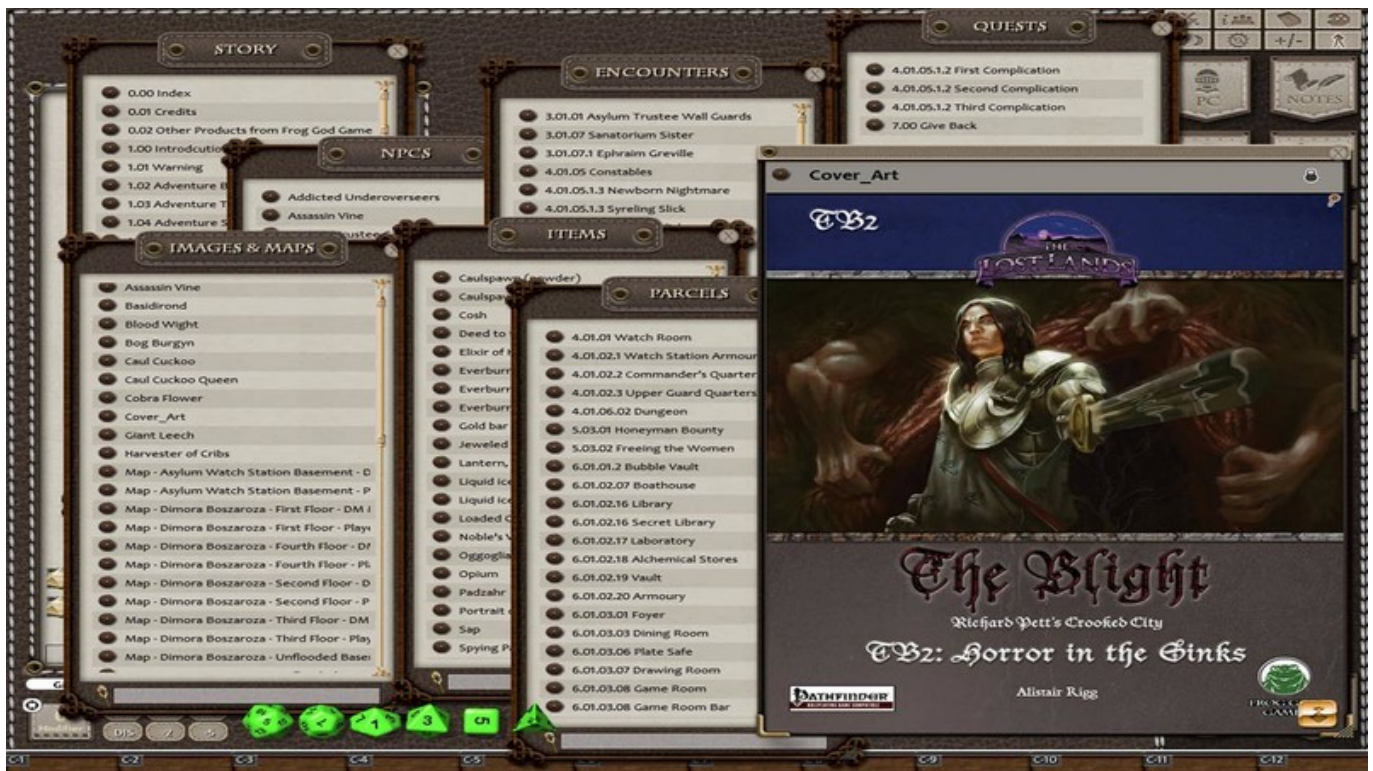 STORY
0.00 Index
0.01 Credits
0.02 Other Products from Frog God Game
1.00 Introdcutio
1.01 Warning
1.02 Adventure B
1.03 Adventure T
1.04 Adventure S
NPCS
Addicted Underoverseers
Assassin Vine
ENCOUNTERS
3.01.01 Asylum Trustee Wall Guards
3.01.07 Sanatorium Sister
3.01.07.1 Ephraim Greville
4.01.05 Constables
4.01.05.1.3 Newborn Nightmare
4.01.05.1.3 Syreling Slick
QUESTS
4.01.05.1.2 First Complication
4.01.05.1.2 Second Complication
4.01.05.1.2 Third Complication
7.00 Give Back
+/-
PC
NOTES
IMAGES & MAPS
Assassin Vine
Basidirond
Blood Wight
Bog Burgyn
Caul Cuckoo
Caul Cuckoo Queen
Cobra Flower
Cover_Art
Giant Leech
Harvester of Cribs
Map - Asylum Watch Station Basement - D
Map - Asylum Watch Station Basement - P
Map - Dimora Boszaroza - First Floor - DM
Map - Dimora Boszaroza - First Floor - Playe
Map - Dimora Boszaroza - Fourth Floor - D
Map - Dimora Boszaroza - Fourth Floor - Pl
Map - Dimora Boszaroza - Second Floor - D
Map - Dimora Boszaroza - Second Floor - P
Map - Dimora Boszaroza - Third Floor - DM
Map - Dimora Boszaroza - Third Floor - Play
Map - Dimora Boszaroza - Unflooded Base
ITEMS
Caulspawn (powder)
Caulspa
Cosh
Deed to
Elixir of
Everburr
Everburr
Everburr
Gold bar
Jeweled
Lantern,
Liquid ice
Liquid ice
Loaded
Noble's
Oggoglia
Opium
Padzahr
Portrait
Sap
Spying P
PARCELS
4.01.01 Watch Room
4.01.02.1 Watch Station Armour
4.01.02.2 Commander's Quarter
4.01.02.3 Upper Guard Quarters
4.01.06.02 Dungeon
5.03.01 Honeyman Bounty
5.03.02 Freeing the Women
6.01.01.2 Bubble Vault
6.01.02.07 Boathouse
6.01.02.16 Library
6.01.02.16 Secret Library
6.01.02.17 Laboratory
6.01.02.18 Alchemical Stores
6.01.02.19 Vault
6.01.02.20 Armoury
6.01.03.01 Foyer
6.01.03.03 Dining Room
6.01.03.06 Plate Safe
6.01.03.07 Drawing Room
6.01.03.08 Game Room
6.01.03.08 Game Room Bar
Cover_Art
TB2
THE
LOST LANDS
The Blight
Richard Pett's Crooked City
TB2: Horror in the Sinks
Alistair Rigg
PATHFINDER
ROLEPLAYING GAME COMPATIBLE
Modifier
DIS
-2
-5
C-1
C-2
C-3
C-4
C-5
C-9
C-10
C-11
C-12